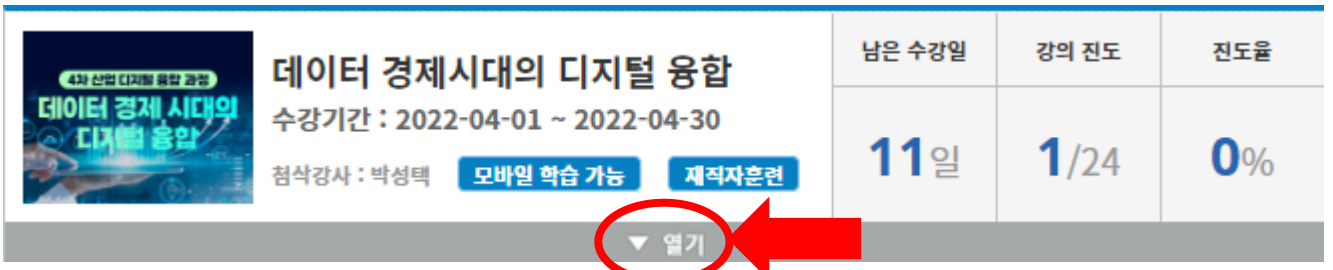 4차 산업 디지털 융합 과정
데이터 경제 시대의
디지털 융합
데이터 경제시대의 디지털 융합
수강기간 : 2022-04-01 ~ 2022-04-30
첨삭강사 : 박성택 모바일 학습 가능 재직자훈련
남은 수강일 강의 진도 진도율
11일 1/24 0%
▼ 열기